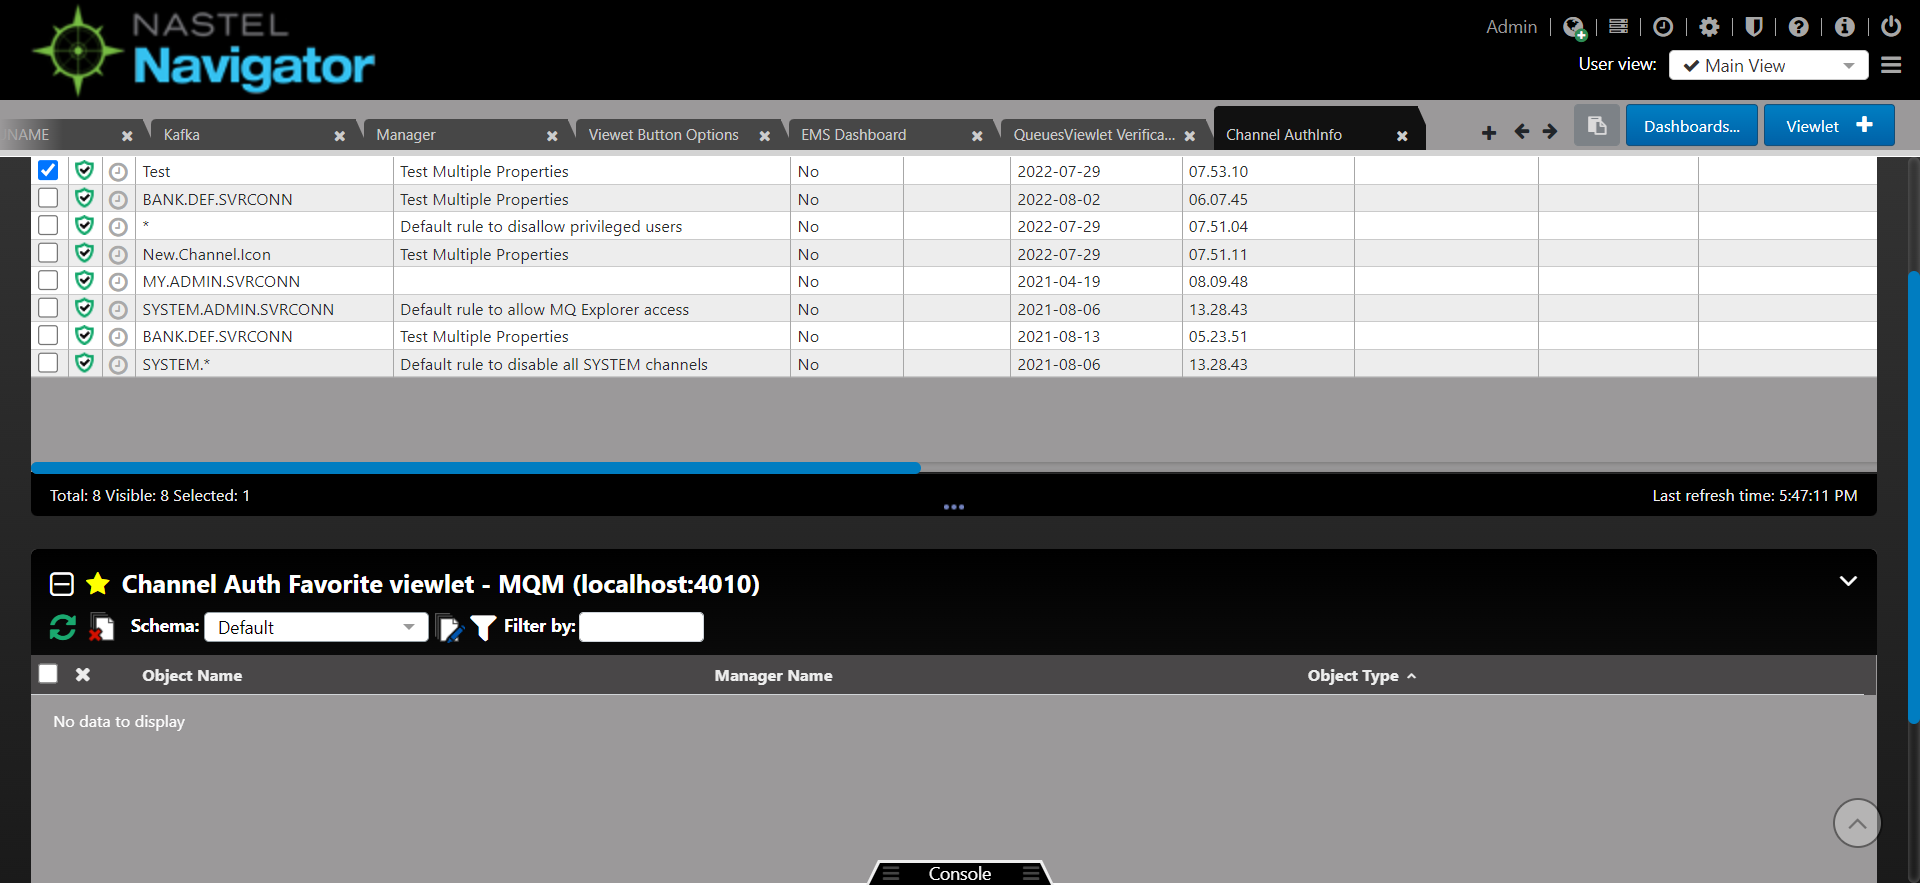 NASTEL
Navigator
Admin
User view: Main View
NAME
Kafka
Manager
Viewet Button Options
EMS Dashboard
QueuesViewlet Verifica...
Channel AuthInfo
Dashboards...
Viewlet
Test Test Multiple Properties No 2022-07-29 07.53.10
BANK.DEF.SVRCONN Test Multiple Properties No 2022-08-02 06.07.45
* Default rule to disallow privileged users No 2022-07-29 07.51.04
New.Channel.Icon Test Multiple Properties No 2022-07-29 07.51.11
MY.ADMIN.SVRCONN No 2021-04-19 08.09.48
SYSTEM.ADMIN.SVRCONN Default rule to allow MQ Explorer access No 2021-08-06 13.28.43
BANK.DEF.SVRCONN Test Multiple Properties No 2021-08-13 05.23.51
SYSTEM.* Default rule to disable all SYSTEM channels No 2021-08-06 13.28.43
Total: 8 Visible: 8 Selected: 1
Last refresh time: 5:47:11 PM
Channel Auth Favorite viewlet - MQM (localhost:4010)
Schema: Default Filter by:
Object Name Manager Name Object Type
No data to display
Console